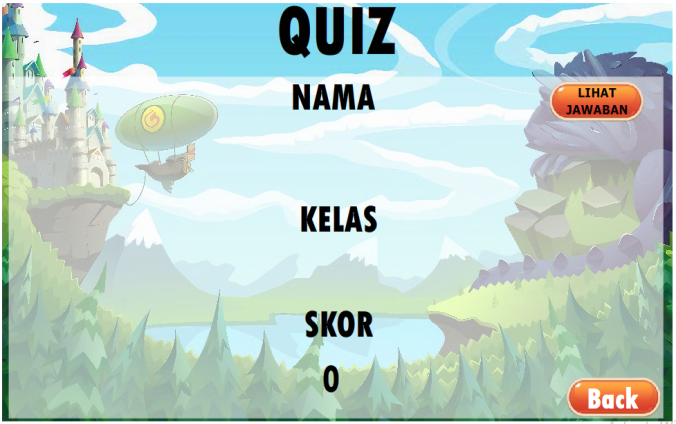 QUIZ
NAMA
LIHAT
JAWABAN
KELAS
SKOR
0
Back